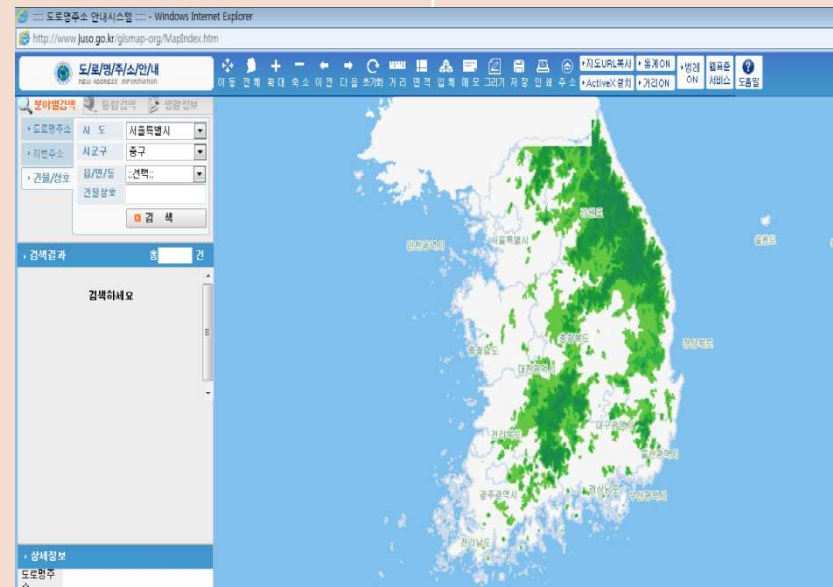 ::::: 도로명주소 안내시스템 ::::: - Windows Internet Explorer
http://www.juso.go.kr/gismap-org/MapIndex.htm
도/로/명/주/소/안/내
NEW ADDRESS INFORMATION
이동 전체 확대 축소 이전 다음 초기화 거리 면적 입체 메모 그리기 저장 인쇄 주소
지도URL복사 통계ON
ActiveX설치 거리ON
범례 ON
웹표준 서비스
도움말
분야별검색 통합검색 생활정보
도로명주소
지번주소
건물/상호
시 도 서울특별시
시군구 중구
읍/면/동 ::선택::
건물상호
검 색
검색결과 총 건
검색하세요
상세정보
도로명주
소
강원도
서울특별시
인천광역시
울릉도
충청남도
충청북도
경상북도
대전광역시
전라북도
대구광역시
울산광역시
광주광역시
경상남도
부산광역시
전라남도